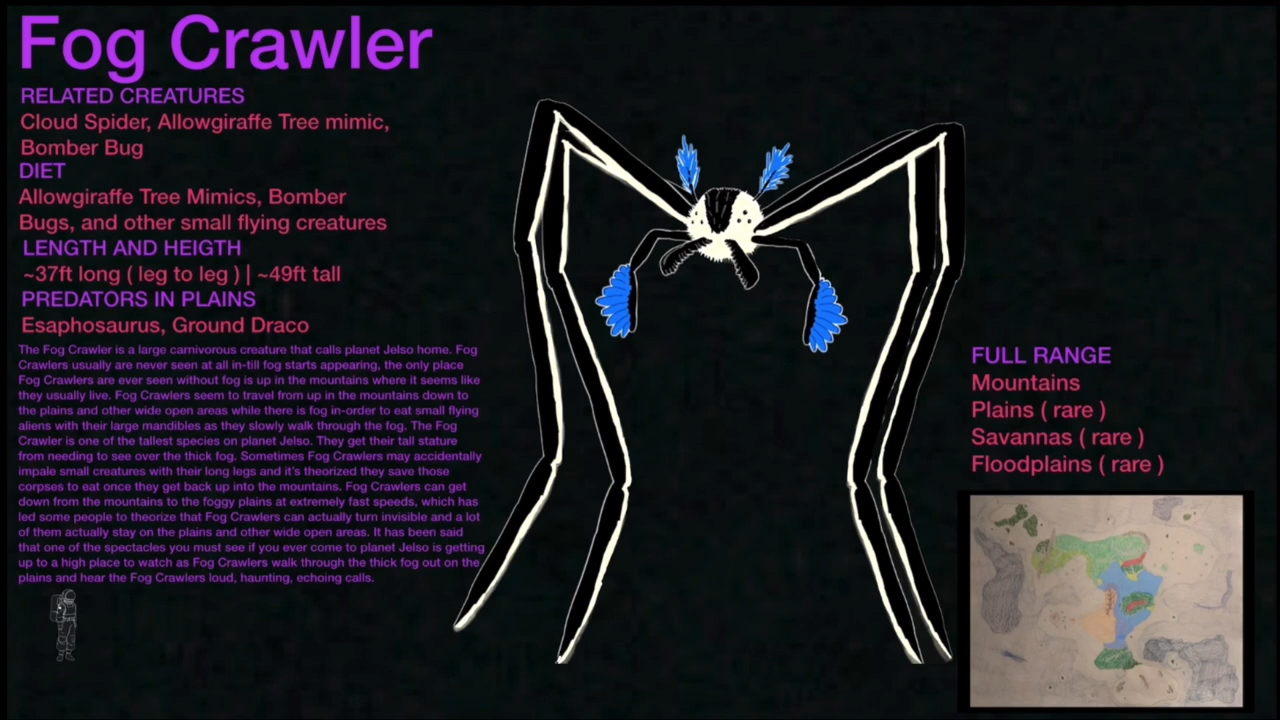 Fog Crawler
RELATED CREATURES
Cloud Spider, Allowgiraffe Tree mimic,
Bomber Bug
DIET
Allowgiraffe Tree Mimics, Bomber
Bugs, and other small flying creatures
LENGTH AND HEIGTH
~37ft long ( leg to leg ) | ~49ft tall
PREDATORS IN PLAINS
Esaphosaurus, Ground Draco
The Fog Crawler is a large carnivorous creature that calls planet Jelso home. Fog
Crawlers usually are never seen at all in-till fog starts appearing, the only place
Fog Crawlers are ever seen without fog is up in the mountains where it seems like
they usually live. Fog Crawlers seem to travel from up in the mountains down to
the plains and other wide open areas while there is fog in-order to eat small flying
aliens with their large mandibles as they slowly walk through the fog. The Fog
Crawler is one of the tallest species on planet Jelso. They get their tall stature
from needing to see over the thick fog. Sometimes Fog Crawlers may accidentally
impale small creatures with their long legs and it's theorized they save those
corpses to eat once they get back up into the mountains. Fog Crawlers can get
down from the mountains to the foggy plains at extremely fast speeds, which has
led some people to theorize that Fog Crawlers can actually turn invisible and a lot
of them actually stay on the plains and other wide open areas. It has been said
that one of the spectacles you must see if you ever come to planet Jelso is getting
up to a high place to watch as Fog Crawlers walk through the thick fog out on the
plains and hear the Fog Crawlers loud, haunting, echoing calls.
FULL RANGE
Mountains
Plains ( rare )
Savannas ( rare )
Floodplains ( rare )